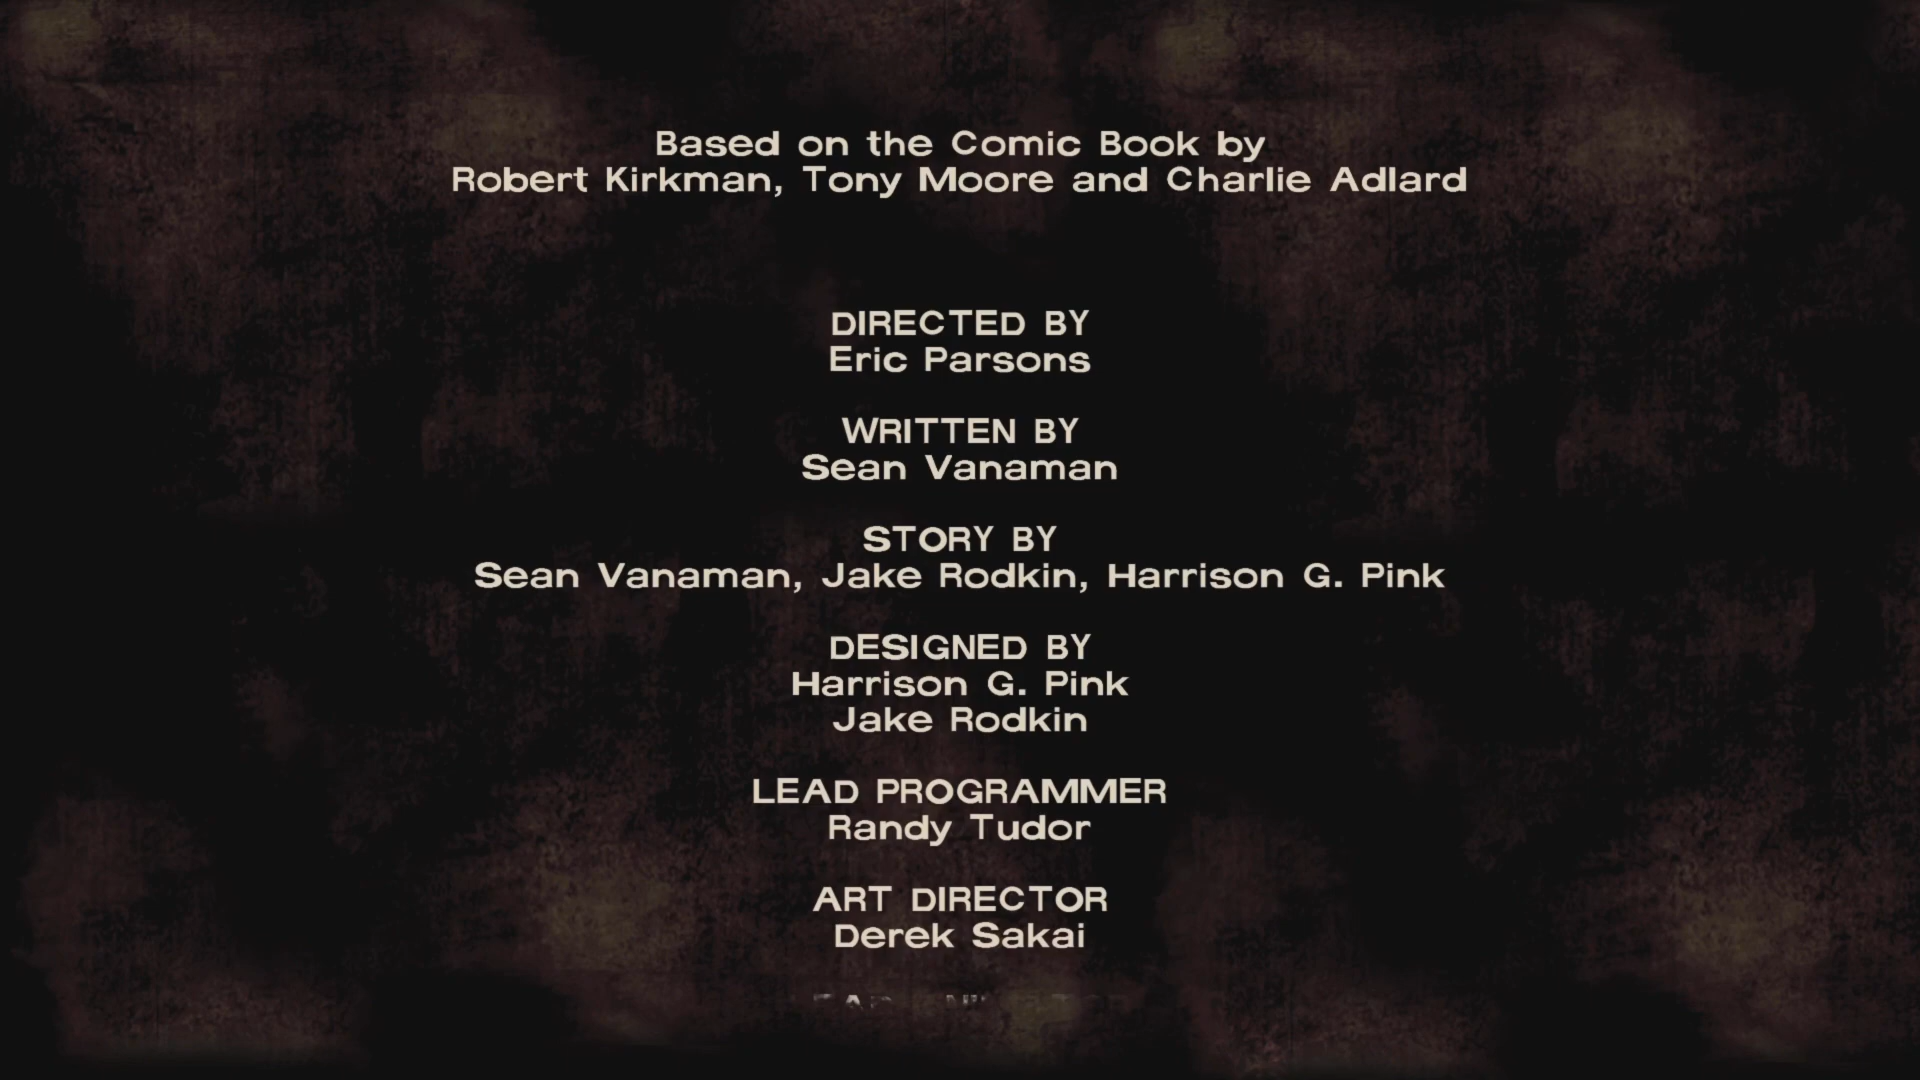 Based on the Comic Book by
Robert Kirkman, Tony Moore and Charlie Adlard
DIRECTED BY
Eric Parsons
WRITTEN BY
Sean Vanaman
STORY BY
Sean Vanaman, Jake Rodkin, Harrison G. Pink
DESIGNED BY
Harrison G. Pink
Jake Rodkin
LEAD PROGRAMMER
Randy Tudor
ART DIRECTOR
Derek Sakai